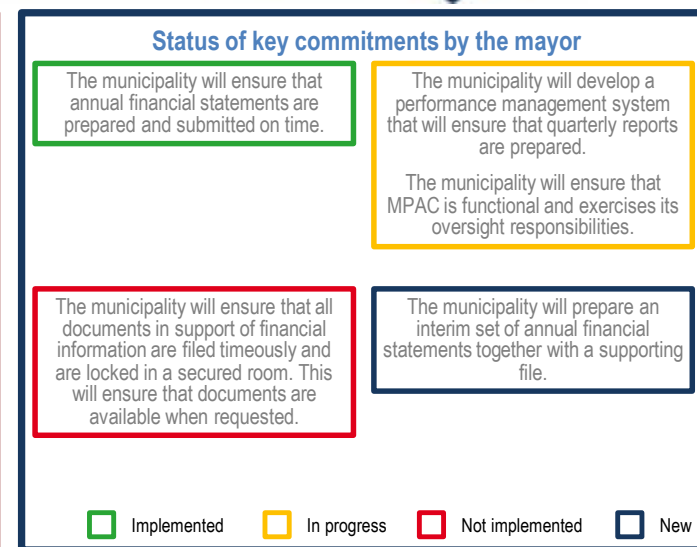 Status of key commitments by the mayor
The municipality will ensure that
annual financial statements are
prepared and submitted on time.
The municipality will develop a
performance management system
that will ensure that quarterly reports
are prepared.
The municipality will ensure that
MPAC is functional and exercises its
oversight responsibilities.
The municipality will ensure that all
documents in support of financial
information are filed timeously and
are locked in a secured room. This
will ensure that documents are
available when requested.
The municipality will prepare an
interim set of annual financial
statements together with a supporting
file.
Implemented
In progress
Not implemented
New